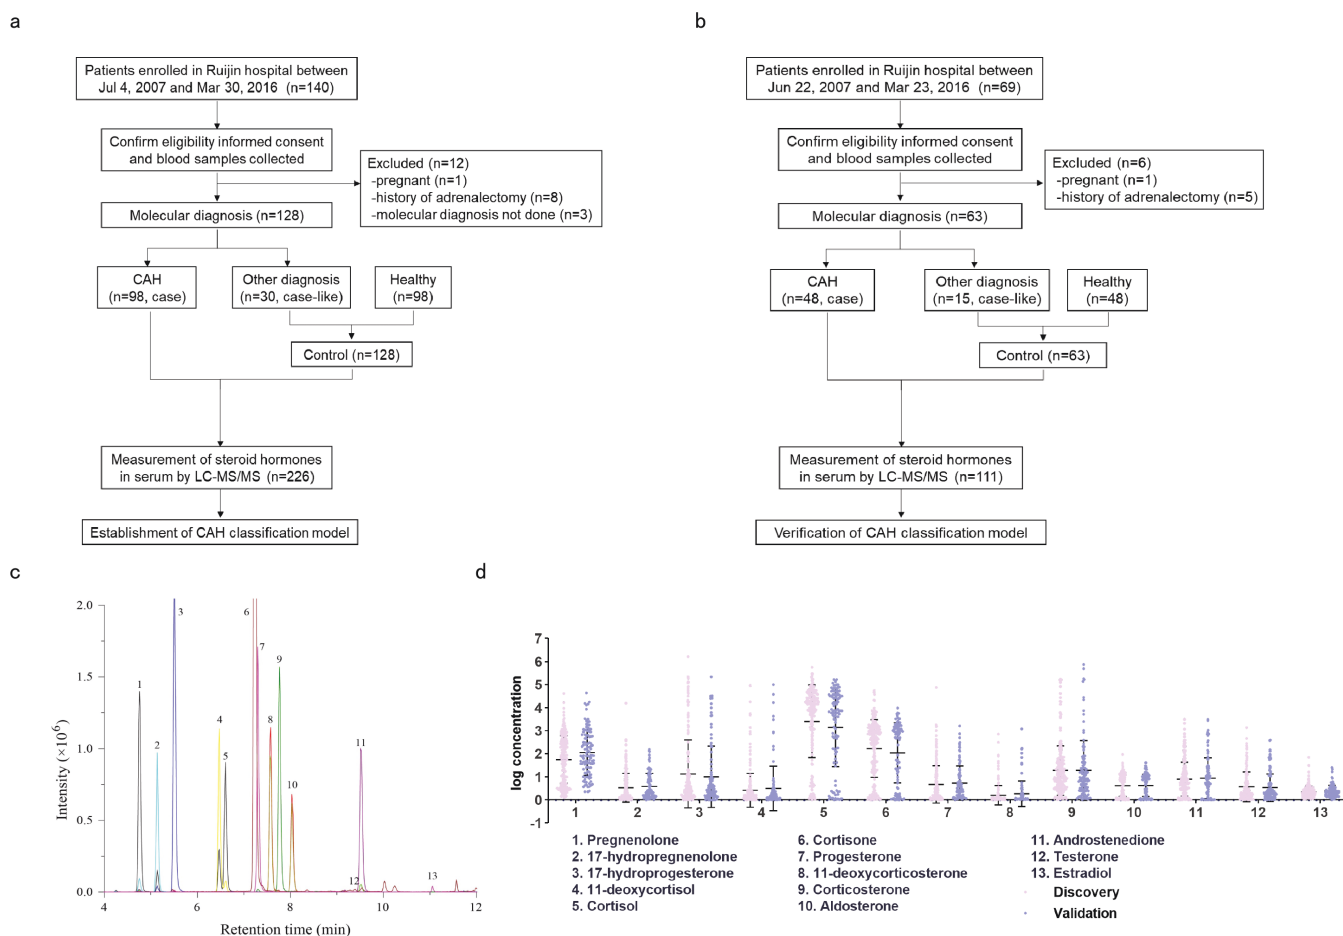 a
Patients enrolled in Ruijin hospital between
Jul 4, 2007 and Mar 30, 2016 (n=140)
Confirm eligibility informed consent
and blood samples collected
Excluded (n=12)
-pregnant (n=1)
-history of adrenalectomy (n=8)
-molecular diagnosis not done (n=3)
Molecular diagnosis (n=128)
CAH
(n=98, case)
Other diagnosis
(n=30, case-like)
Healthy
(n=98)
Control (n=128)
Measurement of steroid hormones
in serum by LC-MS/MS (n=226)
Establishment of CAH classification model
b
Patients enrolled in Ruijin hospital between
Jun 22, 2007 and Mar 23, 2016 (n=69)
Confirm eligibility informed consent
and blood samples collected
Excluded (n=6)
-pregnant (n=1)
-history of adrenalectomy (n=5)
Molecular diagnosis (n=63)
CAH
(n=48, case)
Other diagnosis
(n=15, case-like)
Healthy
(n=48)
Control (n=63)
Measurement of steroid hormones
in serum by LC-MS/MS (n=111)
Verification of CAH classification model
c
Intensity (×10⁶)
2.0
1.5
1.0
0.5
0.0
1
2
3
4
5
6
7
8
9
10
11
12
13
4 6 8 10 12
Retention time (min)
d
log concentration
7
6
5
4
3
2
1
0
-1
1 2 3 4 5 6 7 8 9 10 11 12 13
1. Pregnenolone
2. 17-hydropregnenolone
3. 17-hydroprogesterone
4. 11-deoxycortisol
5. Cortisol
6. Cortisone
7. Progesterone
8. 11-deoxycorticosterone
9. Corticosterone
10. Aldosterone
11. Androstenedione
12. Testerone
13. Estradiol
Discovery
Validation